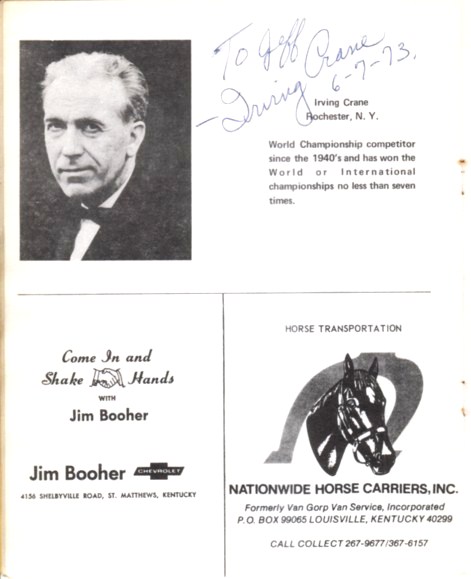 To Jeff
Irving Crane
6-7-73.
Irving Crane
Rochester, N. Y.
World Championship competitor
since the 1940's and has won the
World or International
championships no less than seven
times.
Come In and
Shake Hands
WITH
Jim Booher
Jim Booher CHEVROLET
4156 SHELBYVILLE ROAD, ST. MATTHEWS, KENTUCKY
HORSE TRANSPORTATION
NATIONWIDE HORSE CARRIERS, INC.
Formerly Van Gorp Van Service, Incorporated
P.O. BOX 99065 LOUISVILLE, KENTUCKY 40299
CALL COLLECT 267-9677/367-6157